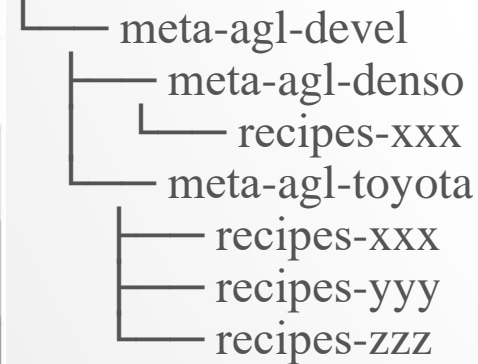 meta-agl-devel
meta-agl-denso
recipes-xxx
meta-agl-toyota
recipes-xxx
recipes-yyy
recipes-zzz